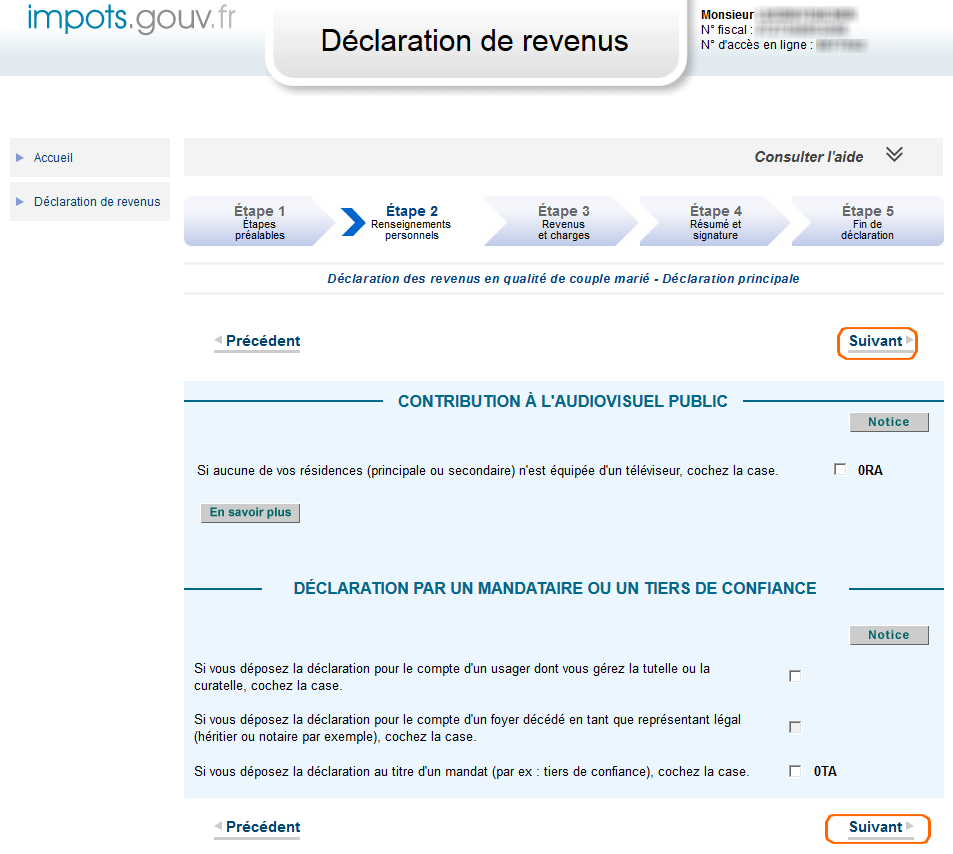 impots.gouv.fr
Déclaration de revenus
Monsieur
N° fiscal :
N° d'accès en ligne :
Accueil
Déclaration de revenus
Consulter l'aide
Étape 1
Étapes
préalables
Étape 2
Renseignements
personnels
Étape 3
Revenus
et charges
Étape 4
Résumé et
signature
Étape 5
Fin de
déclaration
Déclaration des revenus en qualité de couple marié - Déclaration principale
Précédent
Suivant
CONTRIBUTION À L'AUDIOVISUEL PUBLIC
Notice
Si aucune de vos résidences (principale ou secondaire) n'est équipée d'un téléviseur, cochez la case.
0RA
En savoir plus
DÉCLARATION PAR UN MANDATAIRE OU UN TIERS DE CONFIANCE
Notice
Si vous déposez la déclaration pour le compte d'un usager dont vous gérez la tutelle ou la
curatelle, cochez la case.
Si vous déposez la déclaration pour le compte d'un foyer décédé en tant que représentant légal
(héritier ou notaire par exemple), cochez la case.
Si vous déposez la déclaration au titre d'un mandat (par ex : tiers de confiance), cochez la case.
0TA
Précédent
Suivant